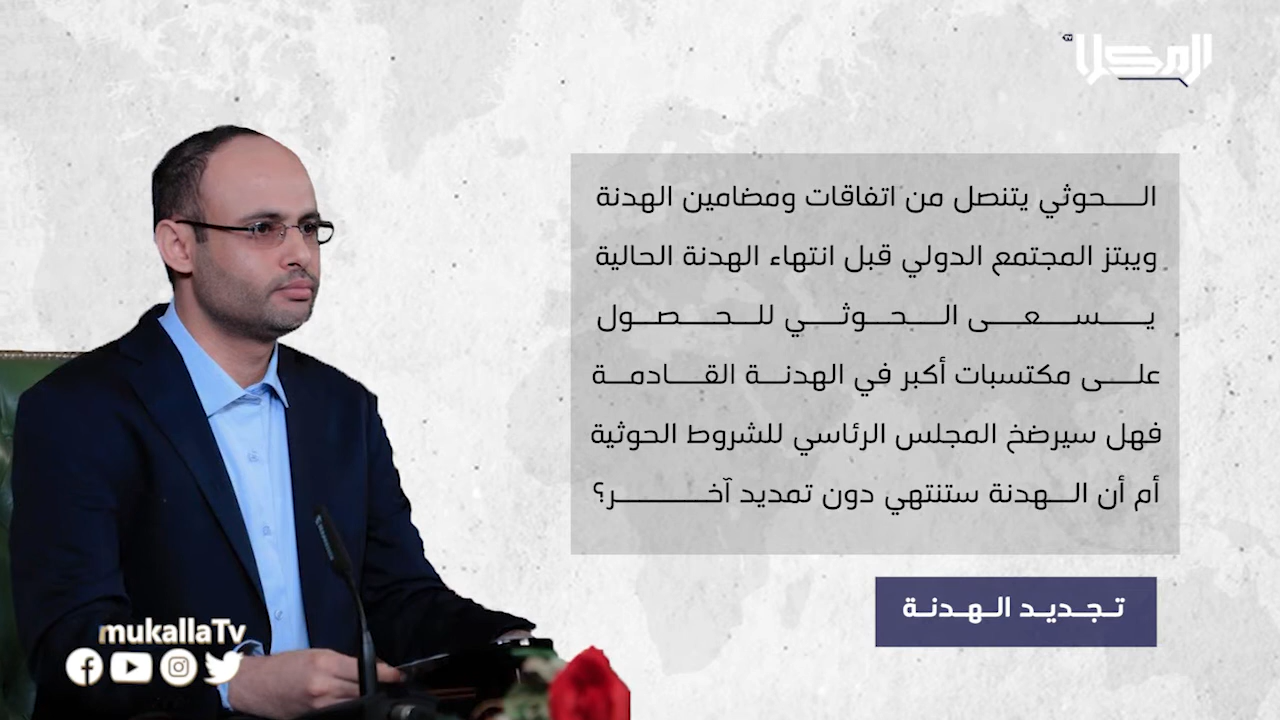 المكلا TV
الحوثي يتنصل من اتفاقات ومضامين الهدنة
ويبتز المجتمع الدولي قبل انتهاء الهدنة الحالية
يسعى الحوثي للحصول
على مكتسبات أكبر في الهدنة القادمة
فهل سيرضخ المجلس الرئاسي للشروط الحوثية
أم أن الهدنة ستنتهي دون تمديد آخر؟
تجديد الهدنة
mukallaTv